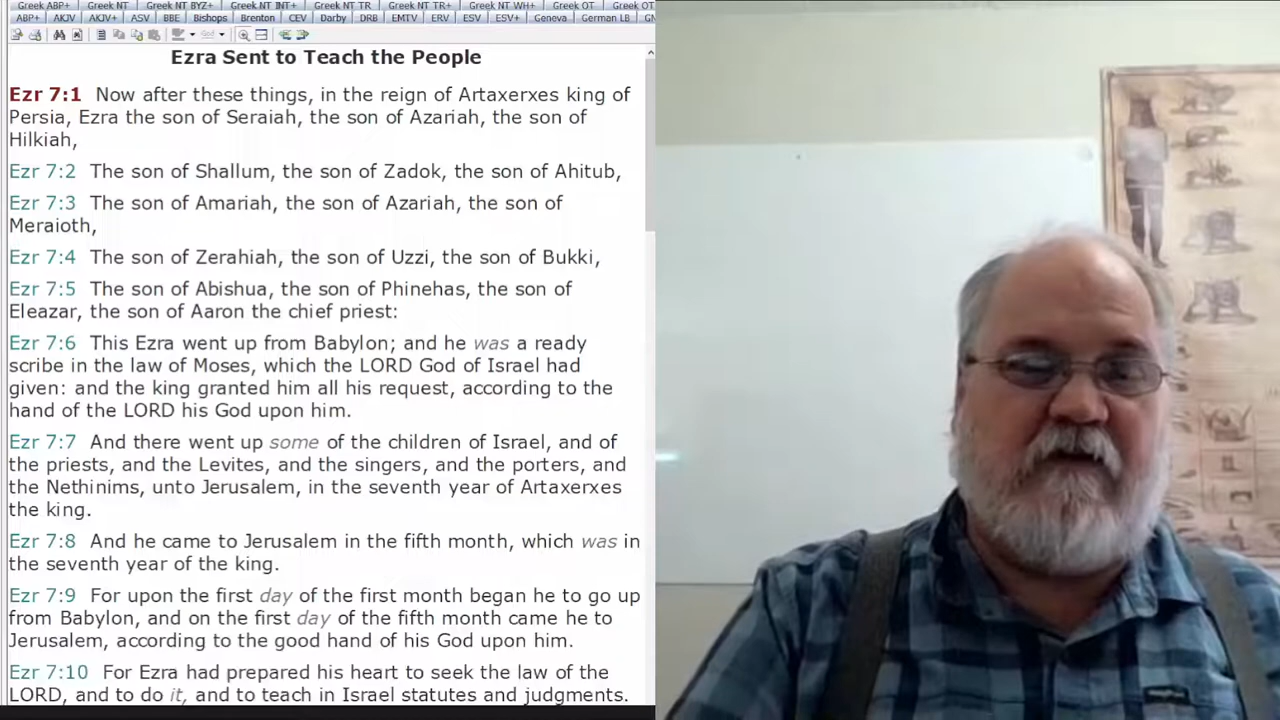 Greek ABP+ Greek NT Greek NT BYZ+ Greek NT INT+ Greek NT TR Greek NT TR+ Greek NT WH+ Greek OT Greek OT
ABP+ AKJV AKJV+ ASV BBE Bishops Brenton CEV Darby DRB EMTV ERV ESV ESV+ Geneva German LB GN
Ezra Sent to Teach the People
Ezr 7:1 Now after these things, in the reign of Artaxerxes king of
Persia, Ezra the son of Seraiah, the son of Azariah, the son of
Hilkiah,
Ezr 7:2 The son of Shallum, the son of Zadok, the son of Ahitub,
Ezr 7:3 The son of Amariah, the son of Azariah, the son of
Meraioth,
Ezr 7:4 The son of Zerahiah, the son of Uzzi, the son of Bukki,
Ezr 7:5 The son of Abishua, the son of Phinehas, the son of
Eleazar, the son of Aaron the chief priest:
Ezr 7:6 This Ezra went up from Babylon; and he was a ready
scribe in the law of Moses, which the LORD God of Israel had
given: and the king granted him all his request, according to the
hand of the LORD his God upon him.
Ezr 7:7 And there went up some of the children of Israel, and of
the priests, and the Levites, and the singers, and the porters, and
the Nethinims, unto Jerusalem, in the seventh year of Artaxerxes
the king.
Ezr 7:8 And he came to Jerusalem in the fifth month, which was in
the seventh year of the king.
Ezr 7:9 For upon the first day of the first month began he to go up
from Babylon, and on the first day of the fifth month came he to
Jerusalem, according to the good hand of his God upon him.
Ezr 7:10 For Ezra had prepared his heart to seek the law of the
LORD, and to do it, and to teach in Israel statutes and judgments.